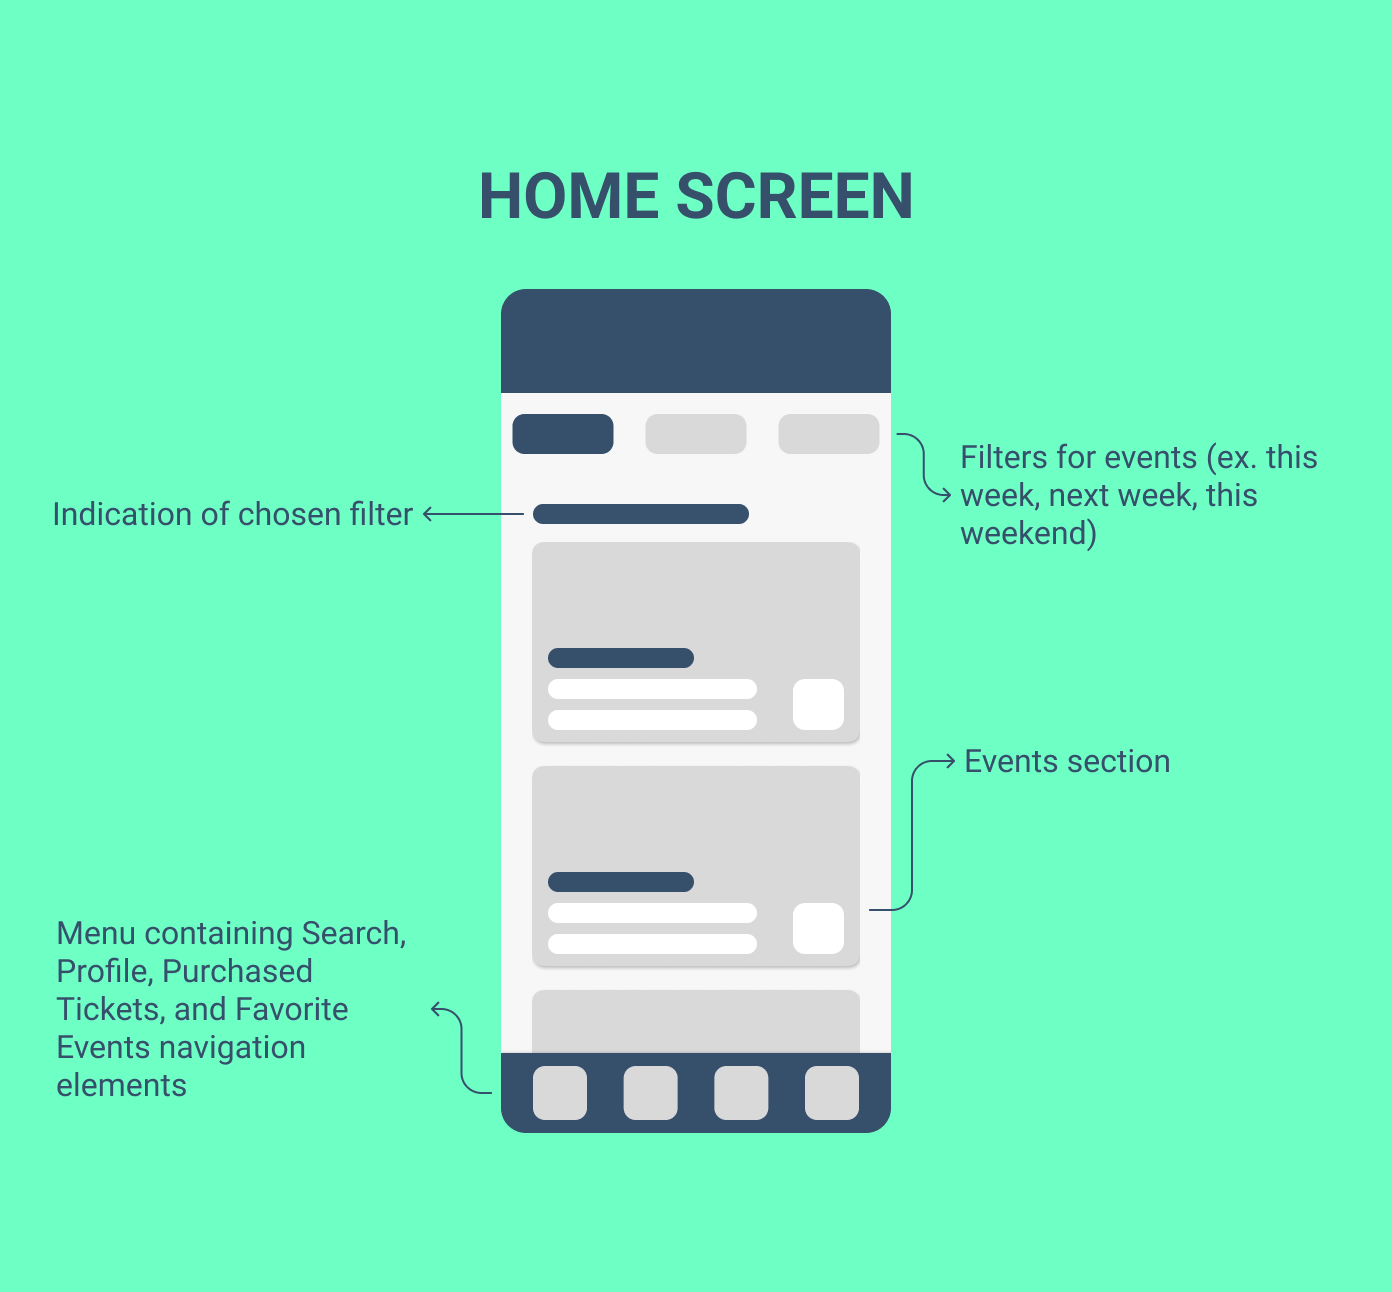 HOME SCREEN
Filters for events (ex. this
week, next week, this
weekend)
Indication of chosen filter
Events section
Menu containing Search,
Profile, Purchased
Tickets, and Favorite
Events navigation
elements